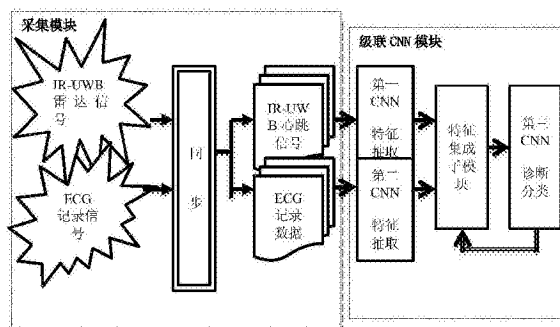 采集模块
IR-UWB
雷达信
号
ECG
记录信
号
同
步
IR-UW
B心跳
信号
ECG
记录
数据
级联CNN模块
第一
CNN
特征
抽取
第二
CNN
特征
抽取
特征
集成
子模
块
第三
CNN
诊断
分类